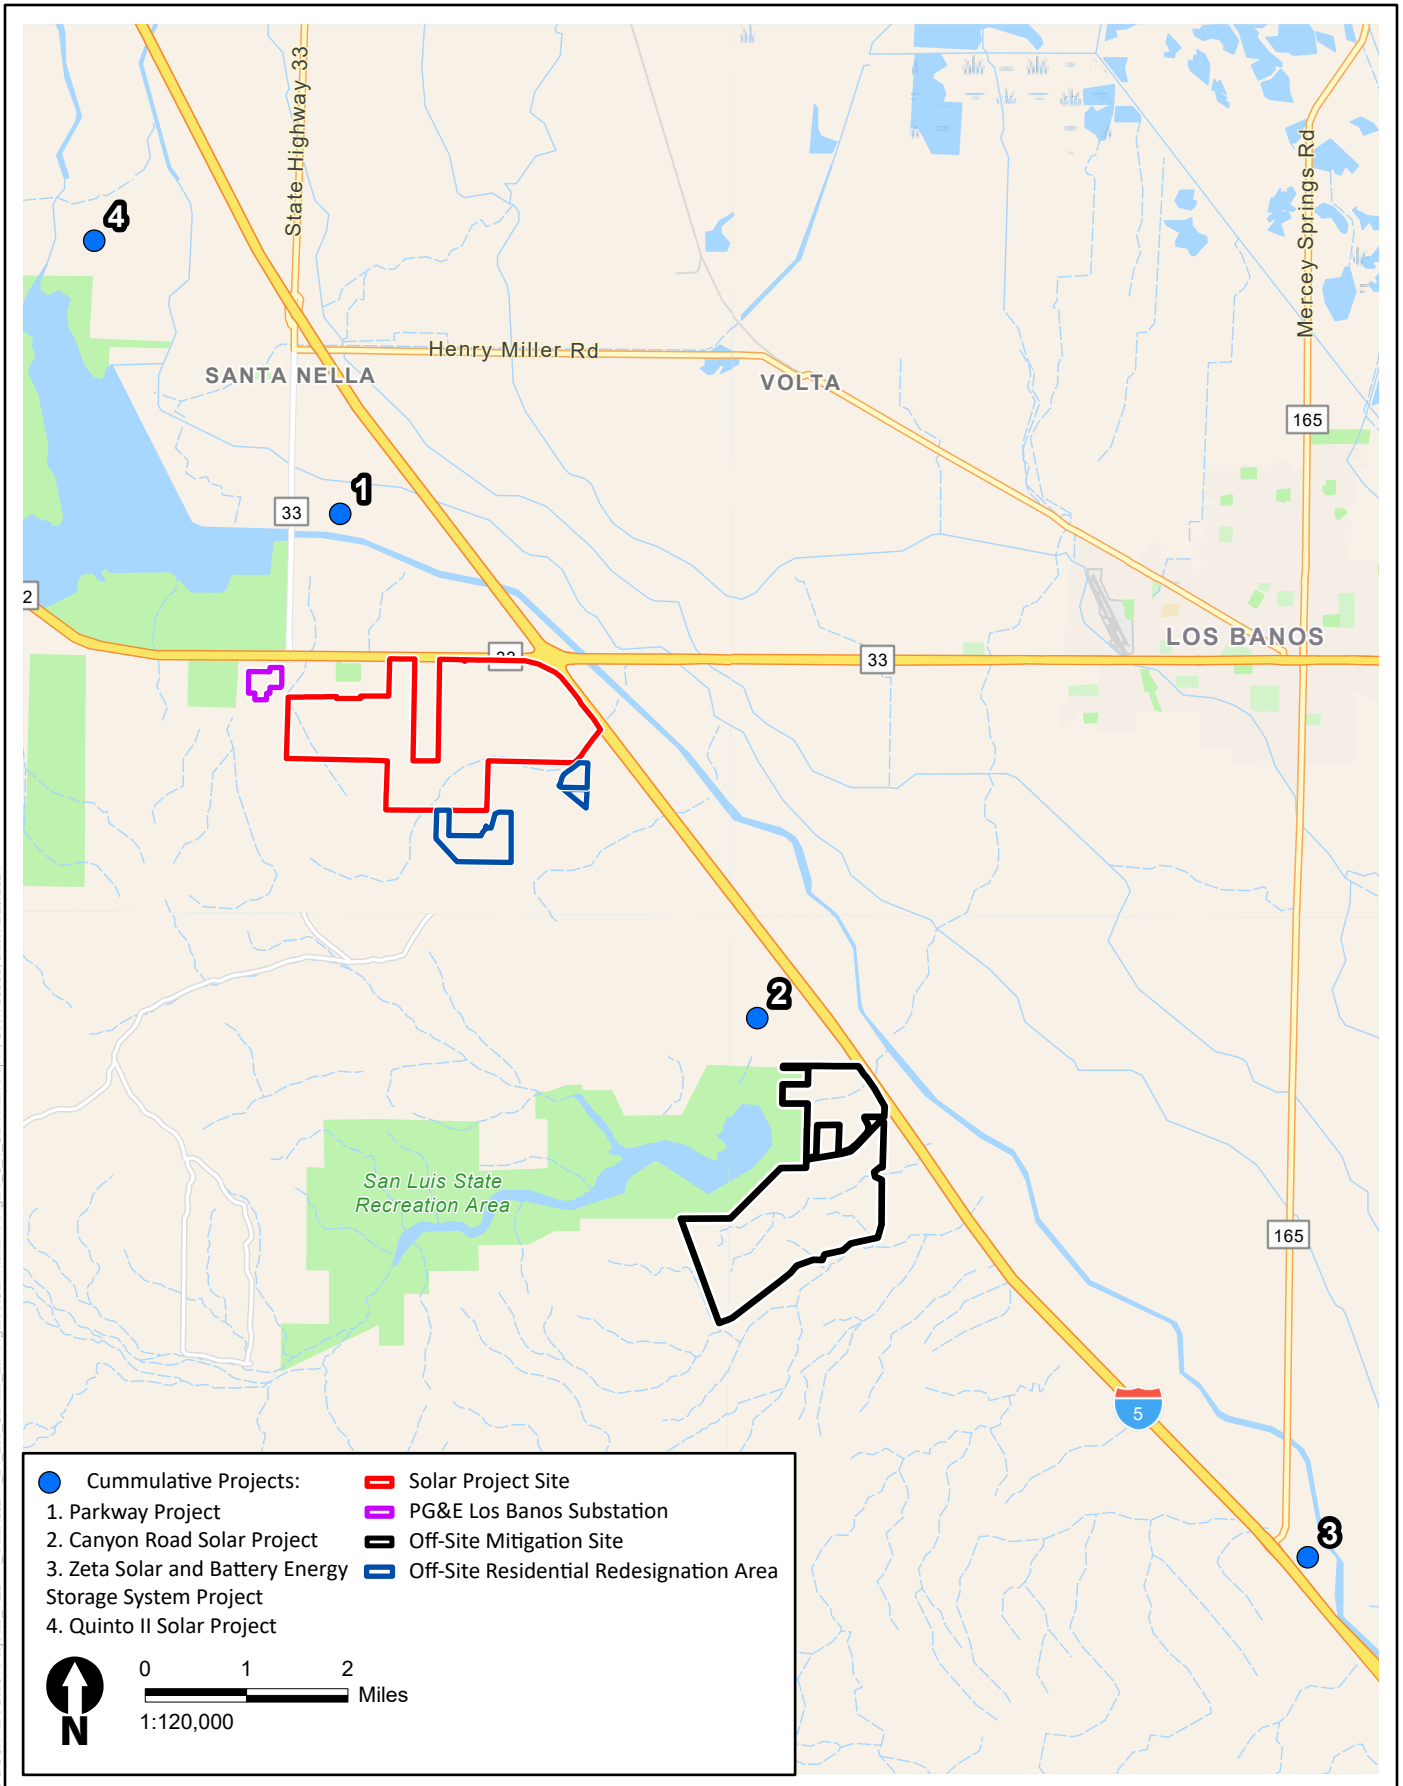 State Highway 33
Mercey Springs Rd
4
Henry Miller Rd
SANTA NELLA
VOLTA
165
1
33
2
LOS BANOS
33
33
2
San Luis State
Recreation Area
165
5
3
Cummulative Projects:
1. Parkway Project
2. Canyon Road Solar Project
3. Zeta Solar and Battery Energy
Storage System Project
4. Quinto II Solar Project
Solar Project Site
PG&E Los Banos Substation
Off-Site Mitigation Site
Off-Site Residential Redesignation Area
0 1 2
Miles
1:120,000
N